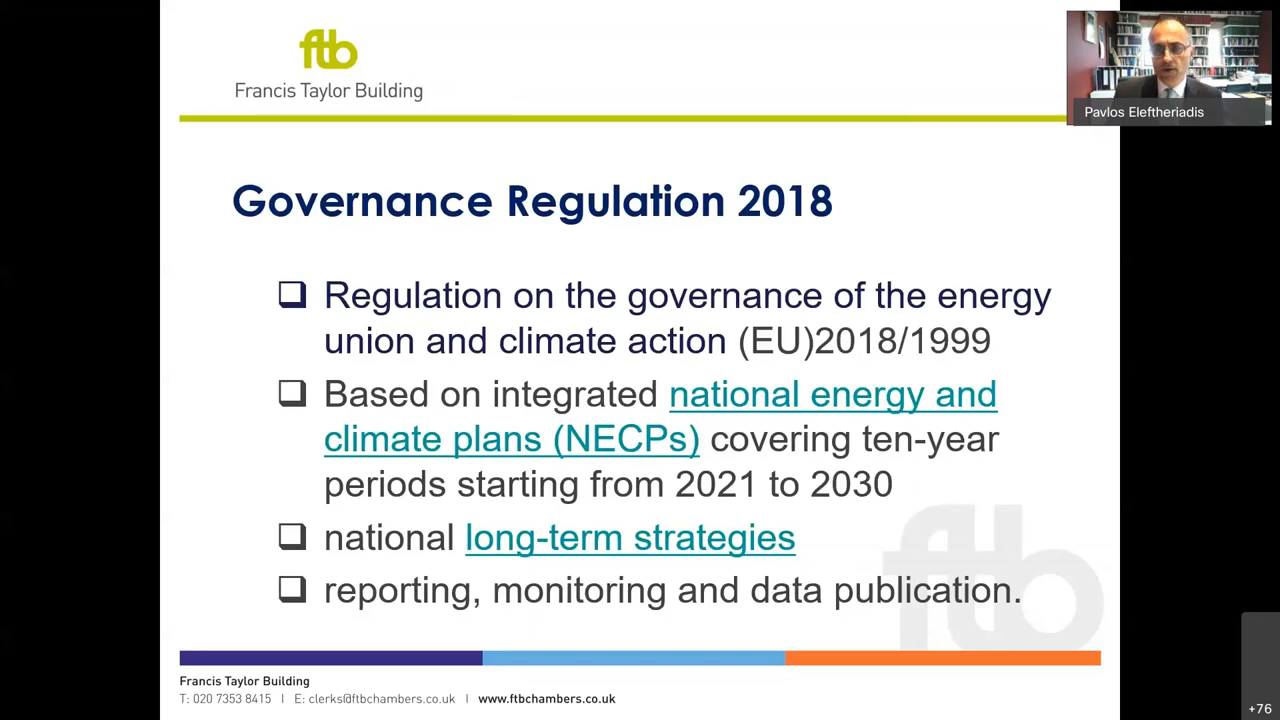 ftb
Francis Taylor Building
Pavlos Eleftheriadis
Governance Regulation 2018
Regulation on the governance of the energy
union and climate action (EU)2018/1999
Based on integrated national energy and
climate plans (NECPs) covering ten-year
periods starting from 2021 to 2030
national long-term strategies
reporting, monitoring and data publication.
ftb
Francis Taylor Building
T: 020 7353 8415 I E: clerks@ftbchambers.co.uk I www.ftbchambers.co.uk
+76